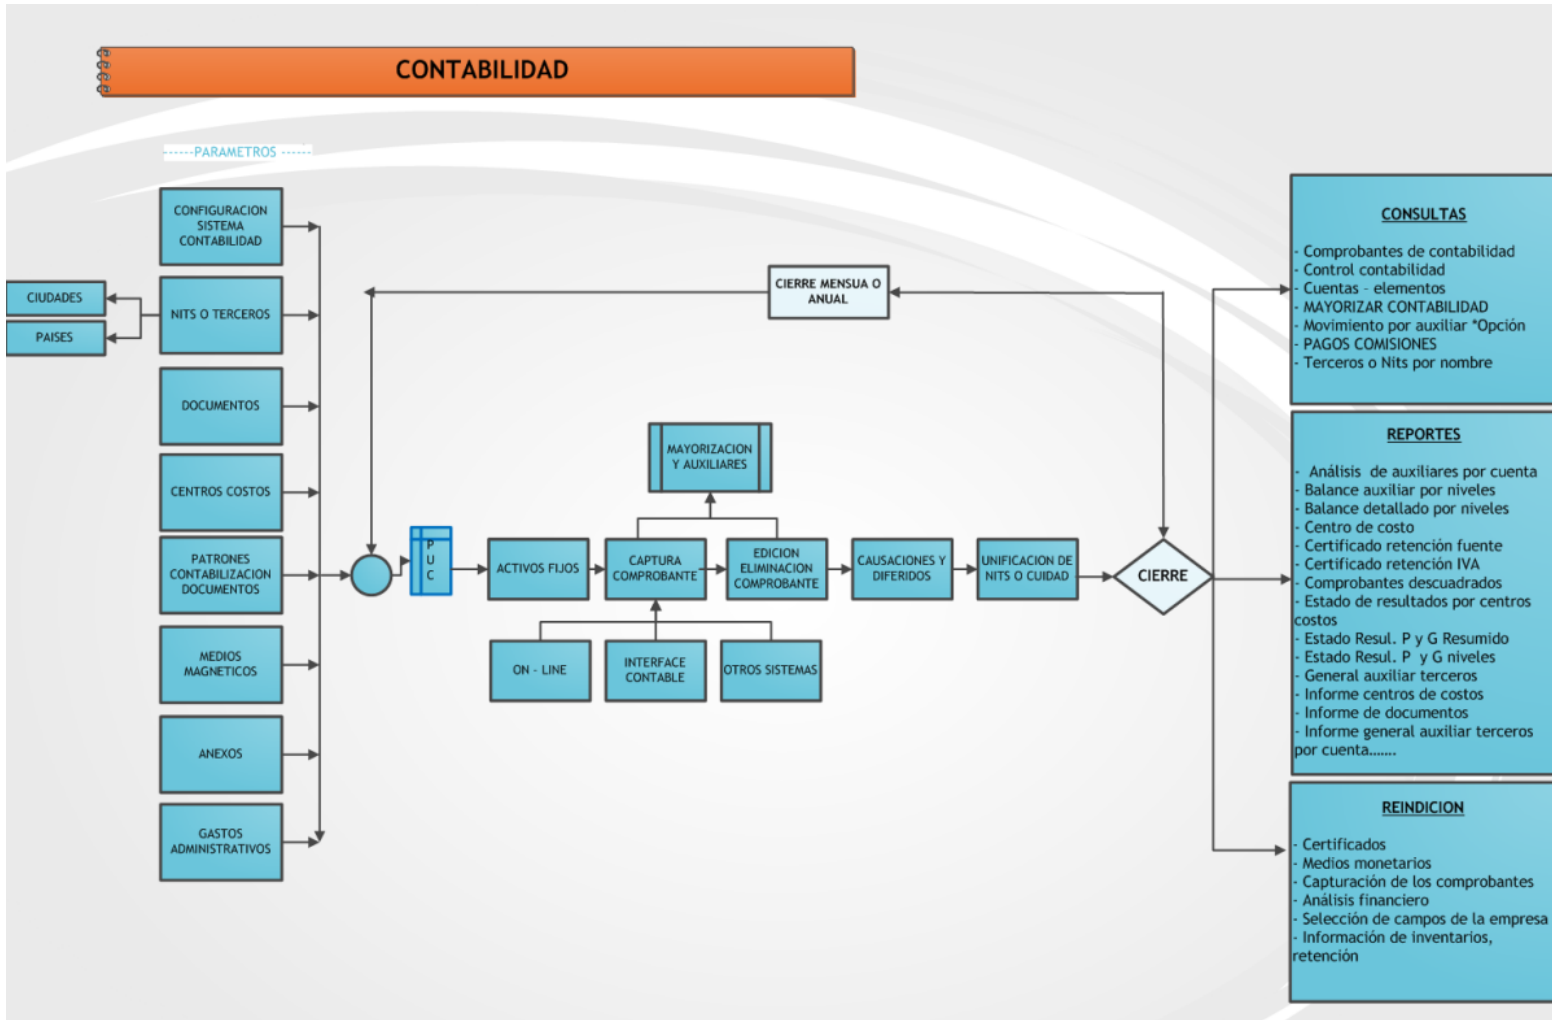 CONTABILIDAD
------PARAMETROS ------
CONFIGURACION
SISTEMA
CONTABILIDAD
NITS O TERCEROS
CIUDADES
PAISES
DOCUMENTOS
CENTROS COSTOS
PATRONES
CONTABILIZACION
DOCUMENTOS
MEDIOS
MAGNETICOS
ANEXOS
GASTOS
ADMINISTRATIVOS
CIERRE MENSUA O
ANUAL
MAYORIZACION
Y AUXILIARES
P
U
C
ACTIVOS FIJOS
CAPTURA
COMPROBANTE
EDICION
ELIMINACION
COMPROBANTE
CAUSACIONES Y
DIFERIDOS
UNIFICACION DE
NITS O CUIDAD
CIERRE
ON - LINE
INTERFACE
CONTABLE
OTROS SISTEMAS
CONSULTAS
- Comprobantes de contabilidad
- Control contabilidad
- Cuentas - elementos
- MAYORIZAR CONTABILIDAD
- Movimiento por auxiliar *Opción
- PAGOS COMISIONES
- Terceros o Nits por nombre
REPORTES
- Análisis de auxiliares por cuenta
- Balance auxiliar por niveles
- Balance detallado por niveles
- Centro de costo
- Certificado retención fuente
- Certificado retención IVA
- Comprobantes descuadrados
- Estado de resultados por centros
costos
- Estado Resul. P y G Resumido
- Estado Resul. P y G niveles
- General auxiliar terceros
- Informe centros de costos
- Informe de documentos
- Informe general auxiliar terceros
por cuenta.......
REINDICION
- Certificados
- Medios monetarios
- Capturación de los comprobantes
- Análisis financiero
- Selección de campos de la empresa
- Información de inventarios,
retención